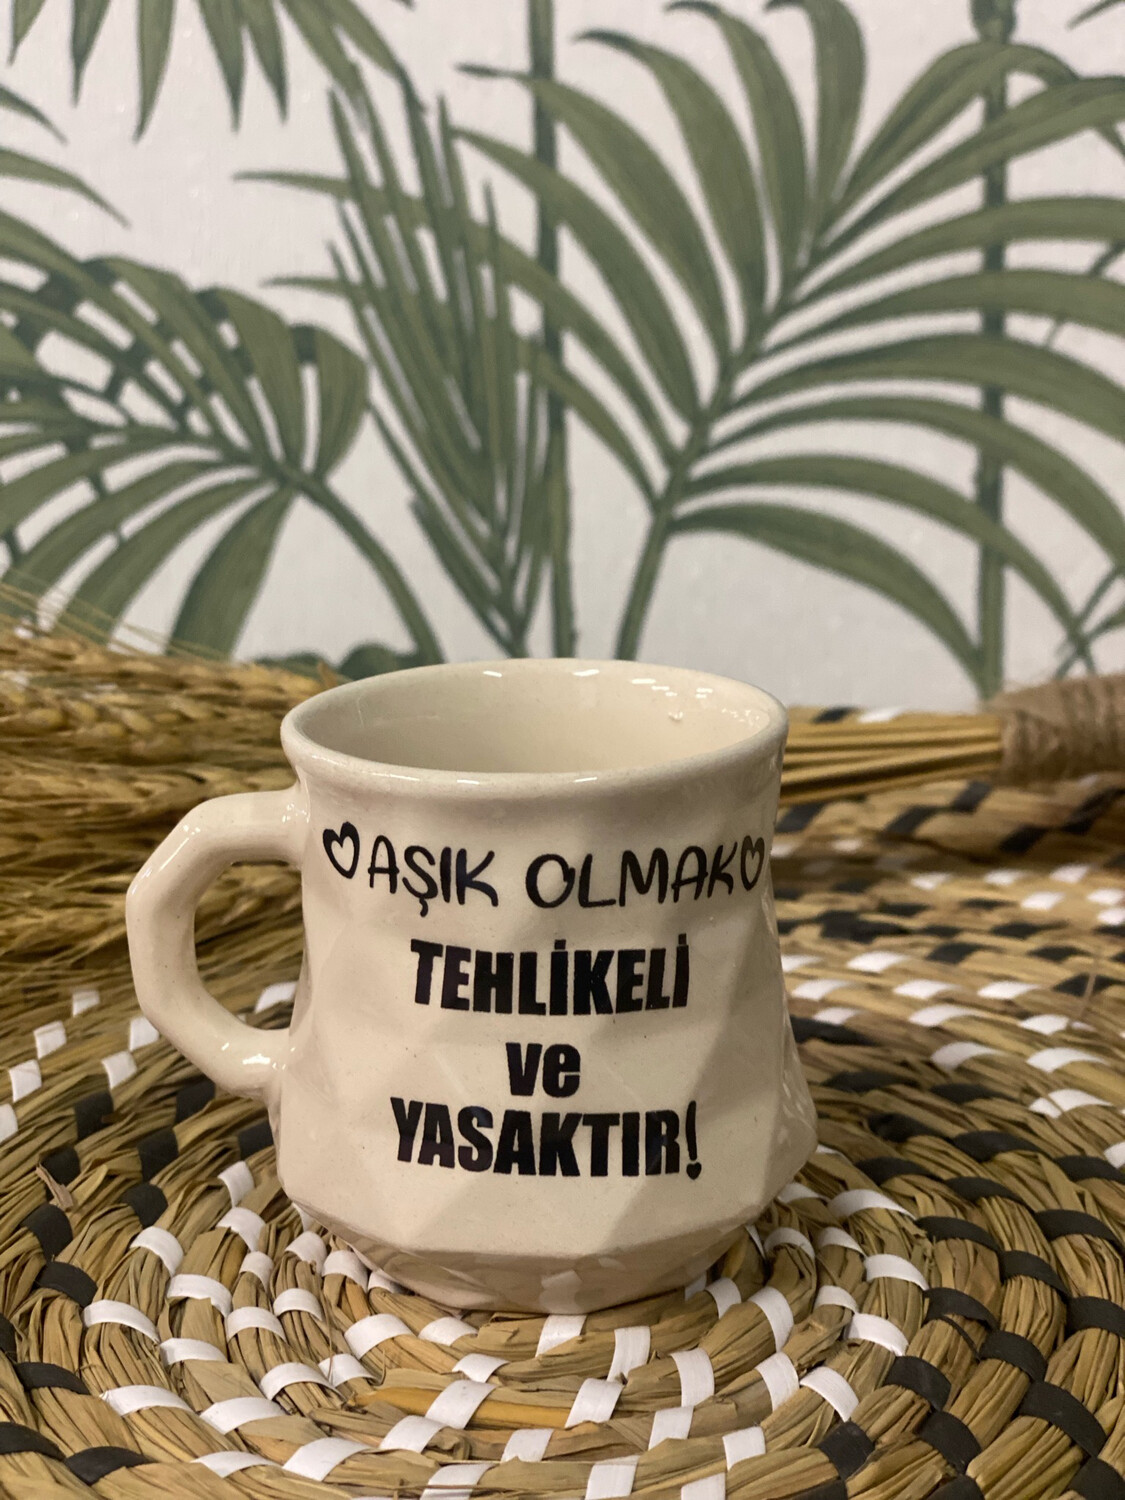 AŞIK OLMAK
TEHLİKELİ
ve
YASAKTIR!